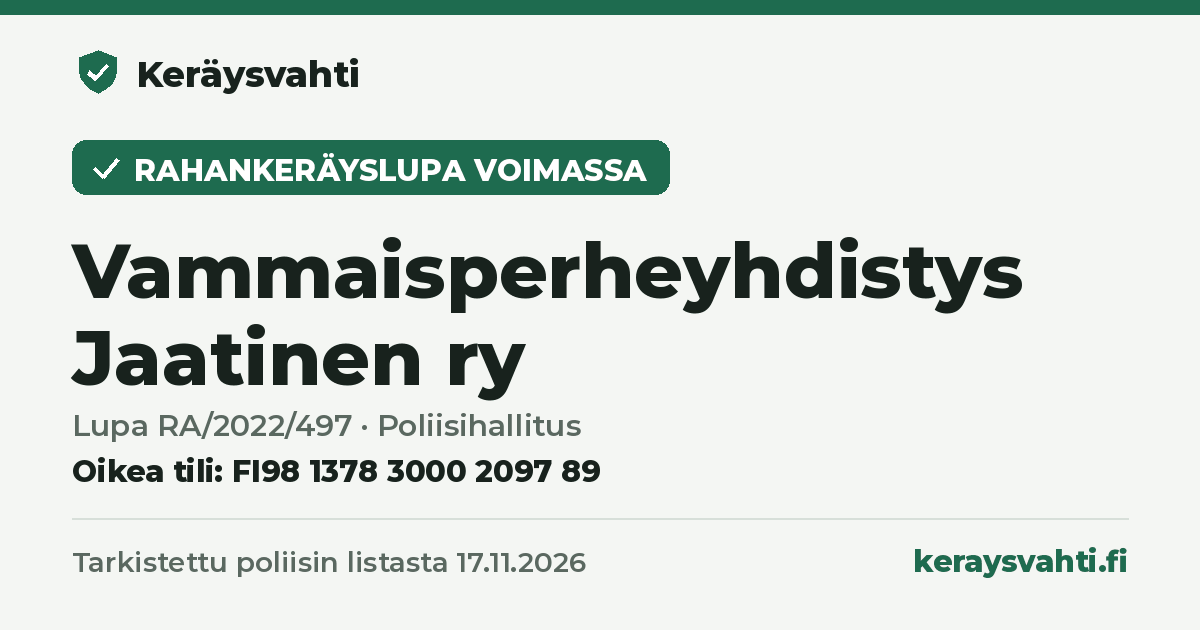 Keräysvahti
RAHANKERÄYSLUPA VOIMASSA
Vammaisperheyhdistys
Jaatinen ry
Lupa RA/2022/497 · Poliisihallitus
Oikea tili: FI98 1378 3000 2097 89
Tarkistettu poliisin listasta 17.11.2026
keraysvahti.fi